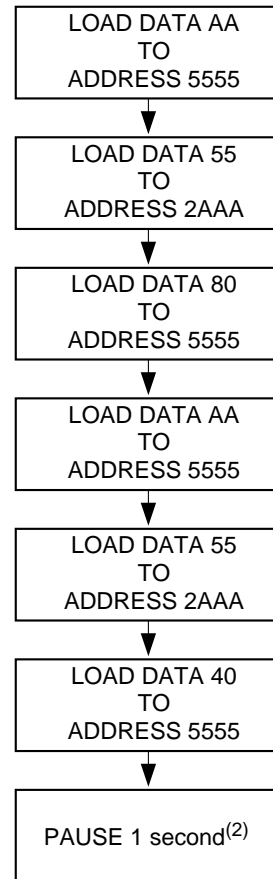 LOAD DATA AA
TO
ADDRESS 5555
LOAD DATA 55
TO
ADDRESS 2AAA
LOAD DATA 80
TO
ADDRESS 5555
LOAD DATA AA
TO
ADDRESS 5555
LOAD DATA 55
TO
ADDRESS 2AAA
LOAD DATA 40
TO
ADDRESS 5555
PAUSE 1 second(2)